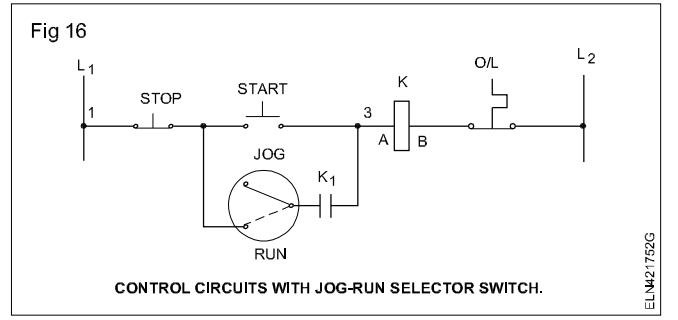 Fig 16
L1
L2
O/L
K
START
STOP
1
3
A
B
JOG
K1
RUN
CONTROL CIRCUITS WITH JOG-RUN SELECTOR SWITCH.
ELN421752G